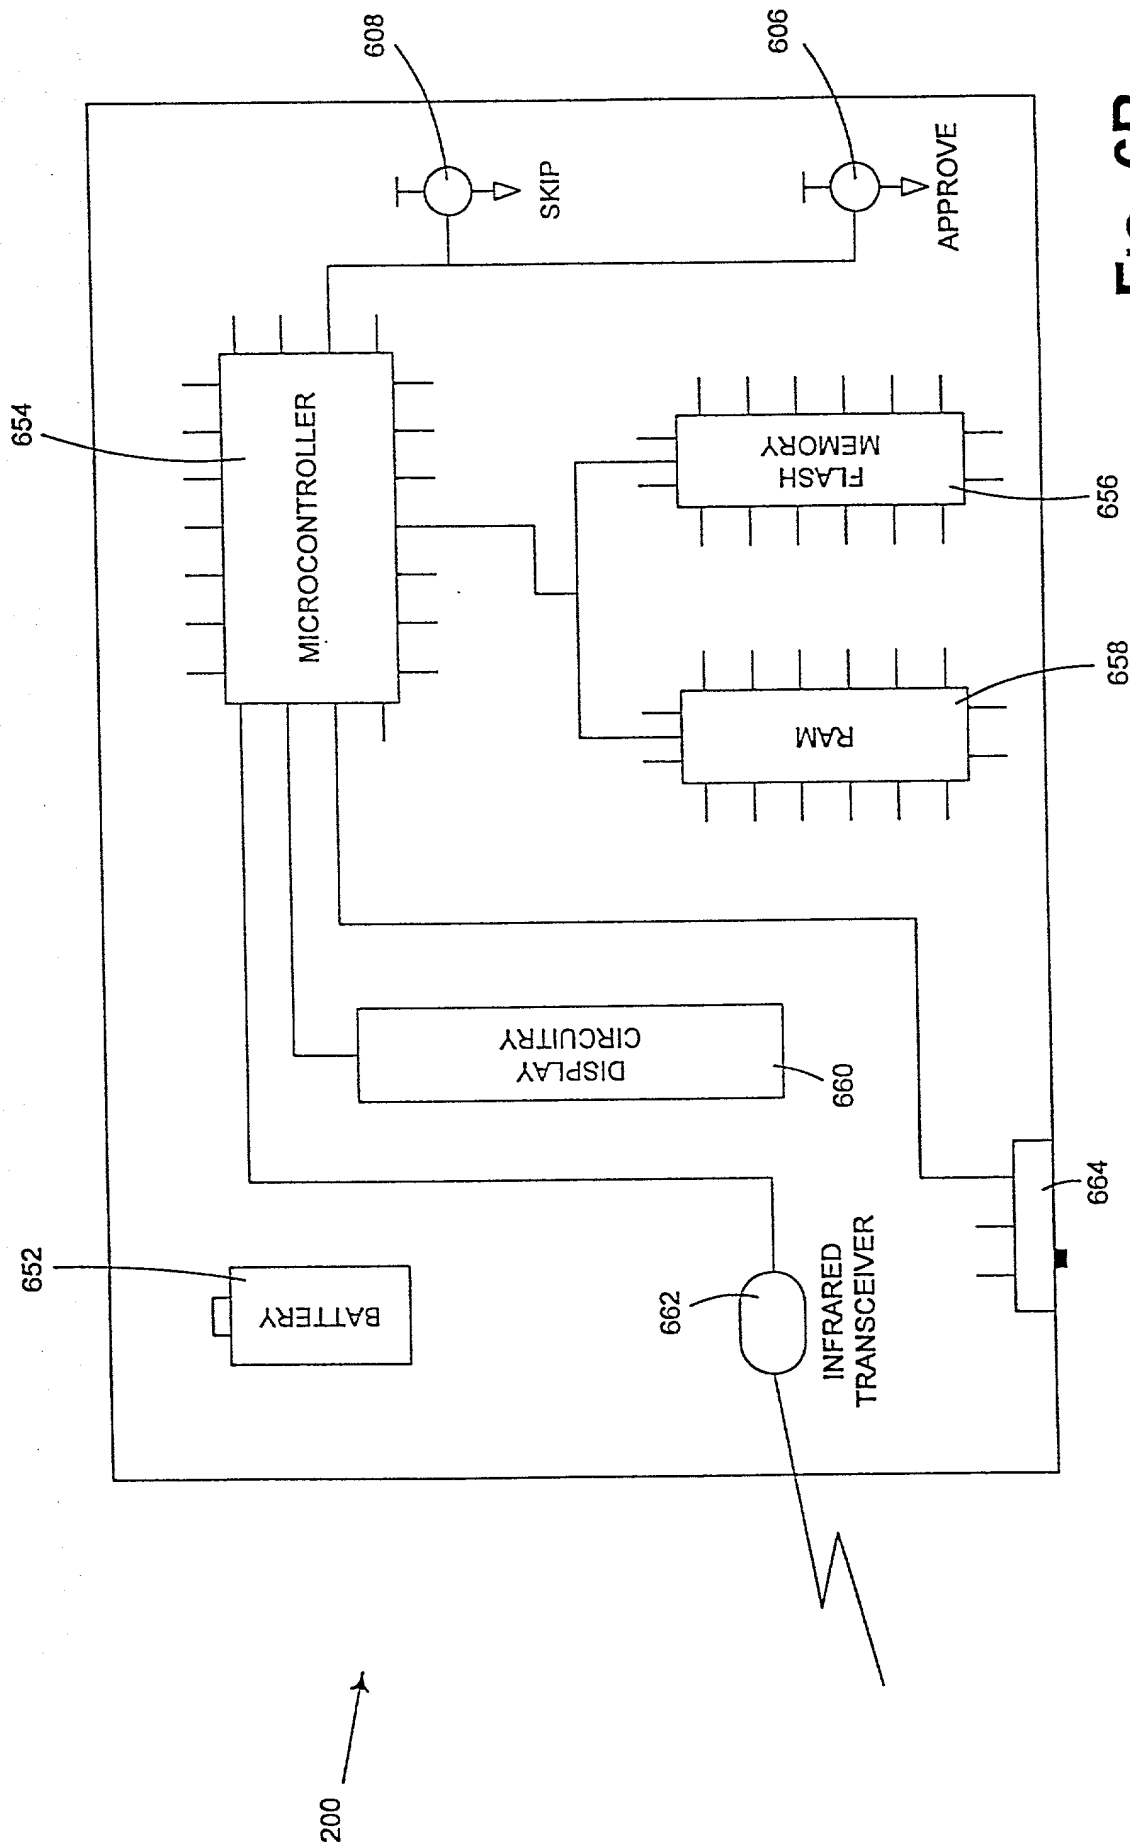 200
652
BATTERY
654
MICROCONTROLLER
608
SKIP
606
APPROVE
DISPLAY
CIRCUITRY
660
662
INFRARED
TRANSCEIVER
RAM
658
FLASH
MEMORY
656
664